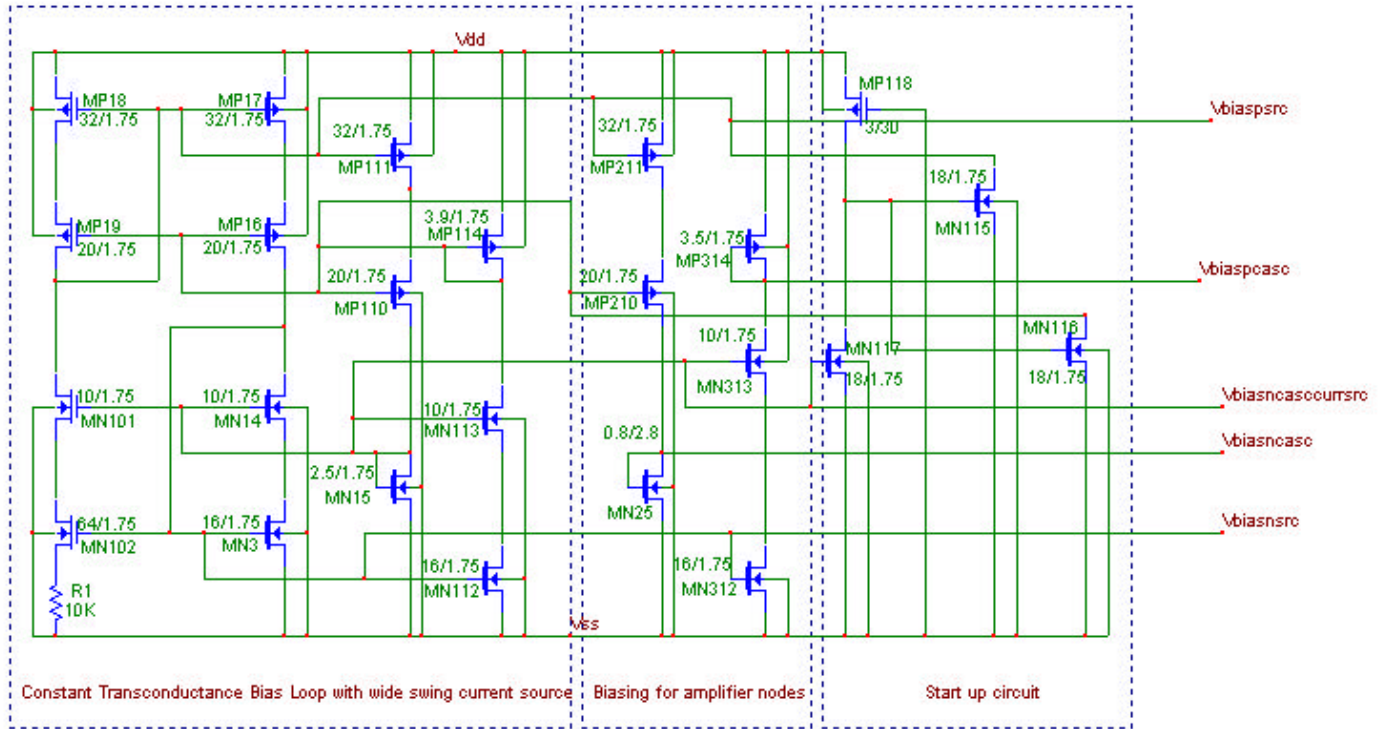 Vdd
MP18
32/1.75
MP17
32/1.75
32/1.75
MP111
32/1.75
MP211
MP118
3/30
Vbiaspsrc
18/1.75
MN115
MP19
20/1.75
MP16
20/1.75
3.9/1.75
MP114
3.5/1.75
MP314
20/1.75
MP110
20/1.75
MP210
Vbiaspcasc
10/1.75
MN313
MN117
18/1.75
MN116
18/1.75
10/1.75
MN101
10/1.75
MN14
10/1.75
MN113
Vbiasncasccurrsrc
0.8/2.8
Vbiasncasc
2.5/1.75
MN15
MN25
64/1.75
MN102
16/1.75
MN3
Vbiasnsrc
16/1.75
MN112
16/1.75
MN312
R1
10K
Vss
Constant Transconductance Bias Loop with wide swing current source
Biasing for amplifier nodes
Start up circuit